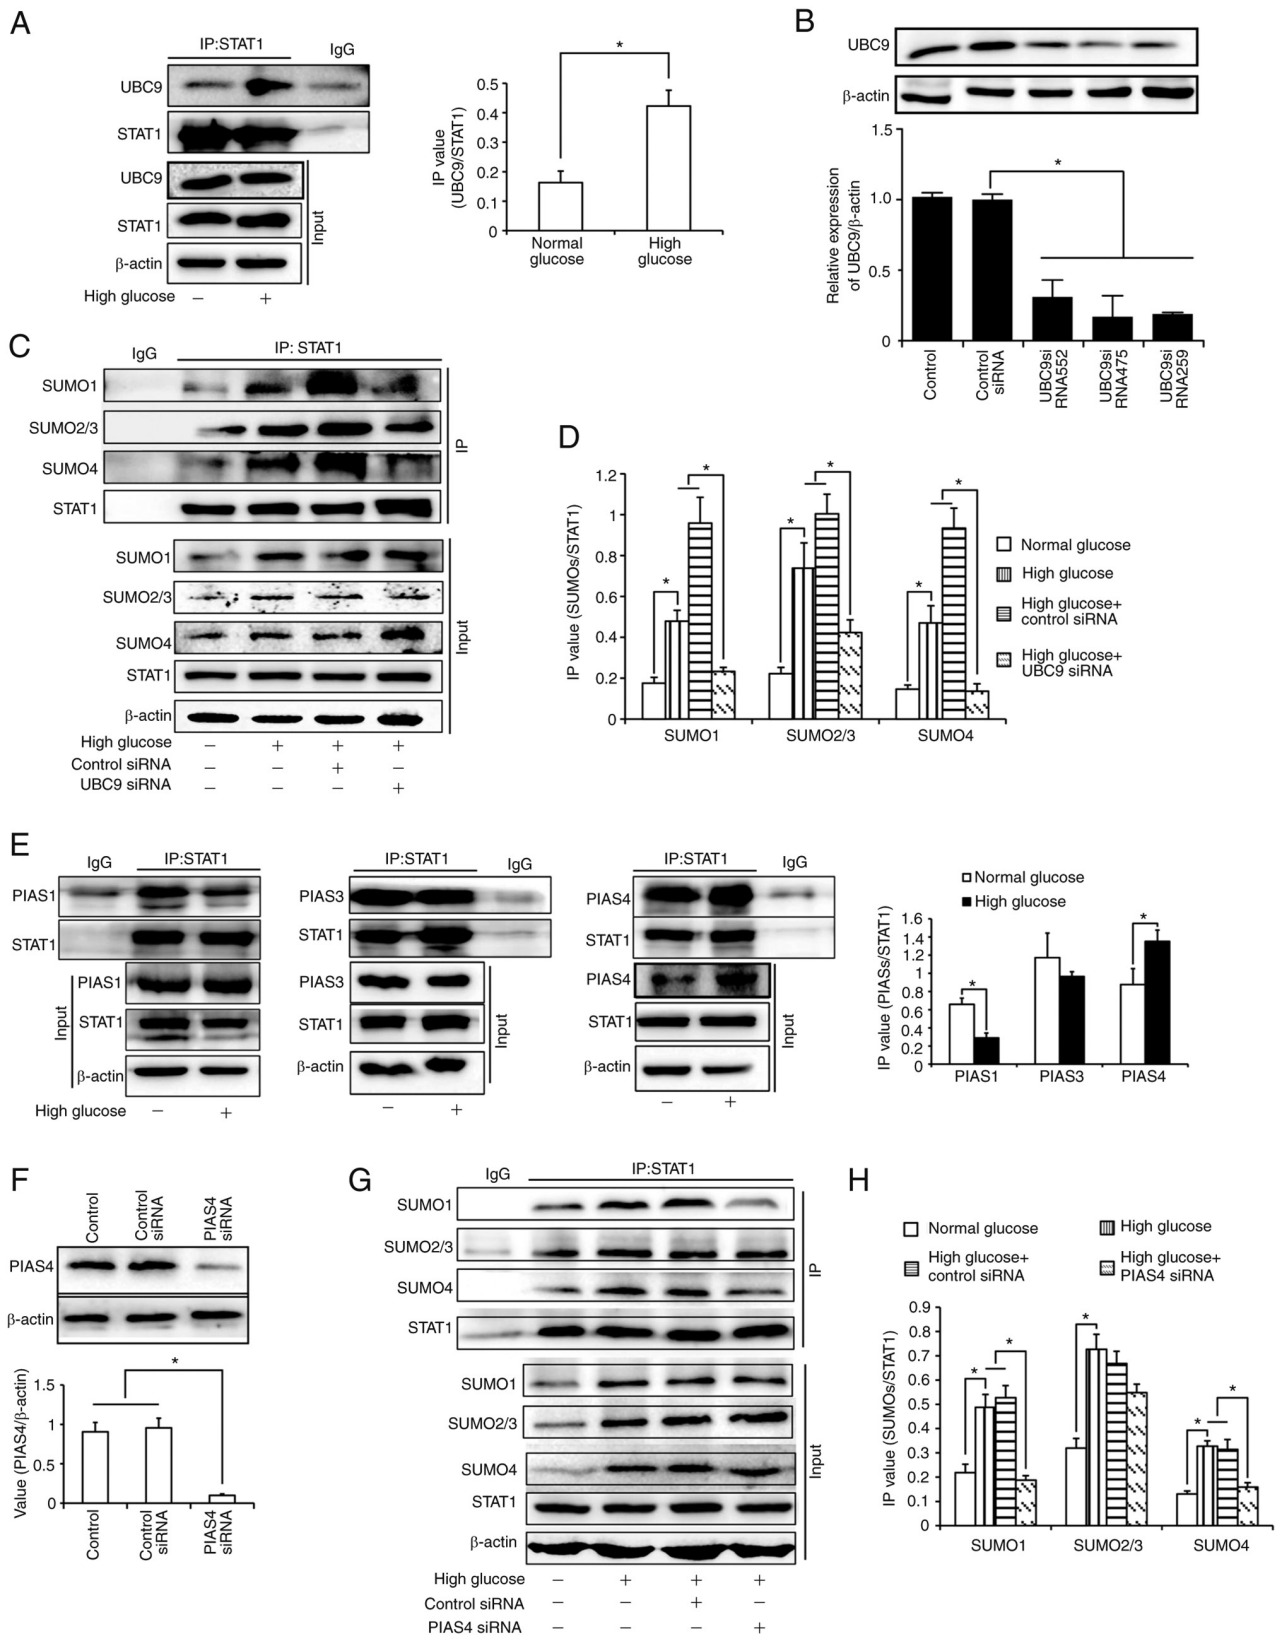 A
IP:STAT1
IgG
UBC9
STAT1
UBC9
STAT1
β-actin
Input
High glucose − +
*
IP value
(UBC9/STAT1)
0.5
0.4
0.3
0.2
0.1
0
Normal
glucose
High
glucose
B
UBC9
β-actin
Relative expression
of UBC9/β-actin
1.5
1.0
0.5
0
*
Control
Control
siRNA
UBC9si
RNA552
UBC9si
RNA475
UBC9si
RNA259
C
IgG
IP: STAT1
SUMO1
SUMO2/3
SUMO4
STAT1
IP
SUMO1
SUMO2/3
SUMO4
STAT1
β-actin
Input
High glucose − + + +
Control siRNA − − + −
UBC9 siRNA − − − +
D
IP value (SUMOs/STAT1)
1.2
1
0.8
0.6
0.4
0.2
0
* *
* *
* *
SUMO1
SUMO2/3
SUMO4
Normal glucose
High glucose
High glucose+
control siRNA
High glucose+
UBC9 siRNA
E
IgG
IP:STAT1
PIAS1
STAT1
PIAS1
STAT1
β-actin
Input
High glucose − +
IP:STAT1
IgG
PIAS3
STAT1
PIAS3
STAT1
β-actin
Input
− +
IP:STAT1
IgG
PIAS4
STAT1
PIAS4
STAT1
β-actin
Input
− +
Normal glucose
High glucose
IP value (PIASs/STAT1)
1.6
1.4
1.2
1
0.8
0.6
0.4
0.2
0
*
*
PIAS1
PIAS3
PIAS4
F
Control
Control
siRNA
PIAS4
siRNA
PIAS4
β-actin
Value (PIAS4/β-actin)
1.5
1
0.5
0
*
Control
Control
siRNA
PIAS4
siRNA
G
IgG
IP:STAT1
SUMO1
SUMO2/3
SUMO4
STAT1
IP
SUMO1
SUMO2/3
SUMO4
STAT1
β-actin
Input
High glucose − + + +
Control siRNA − − + −
PIAS4 siRNA − − − +
H
Normal glucose
High glucose
High glucose+
control siRNA
High glucose+
PIAS4 siRNA
IP value (SUMOs/STAT1)
0.9
0.8
0.7
0.6
0.5
0.4
0.3
0.2
0.1
0
* *
*
* *
SUMO1
SUMO2/3
SUMO4